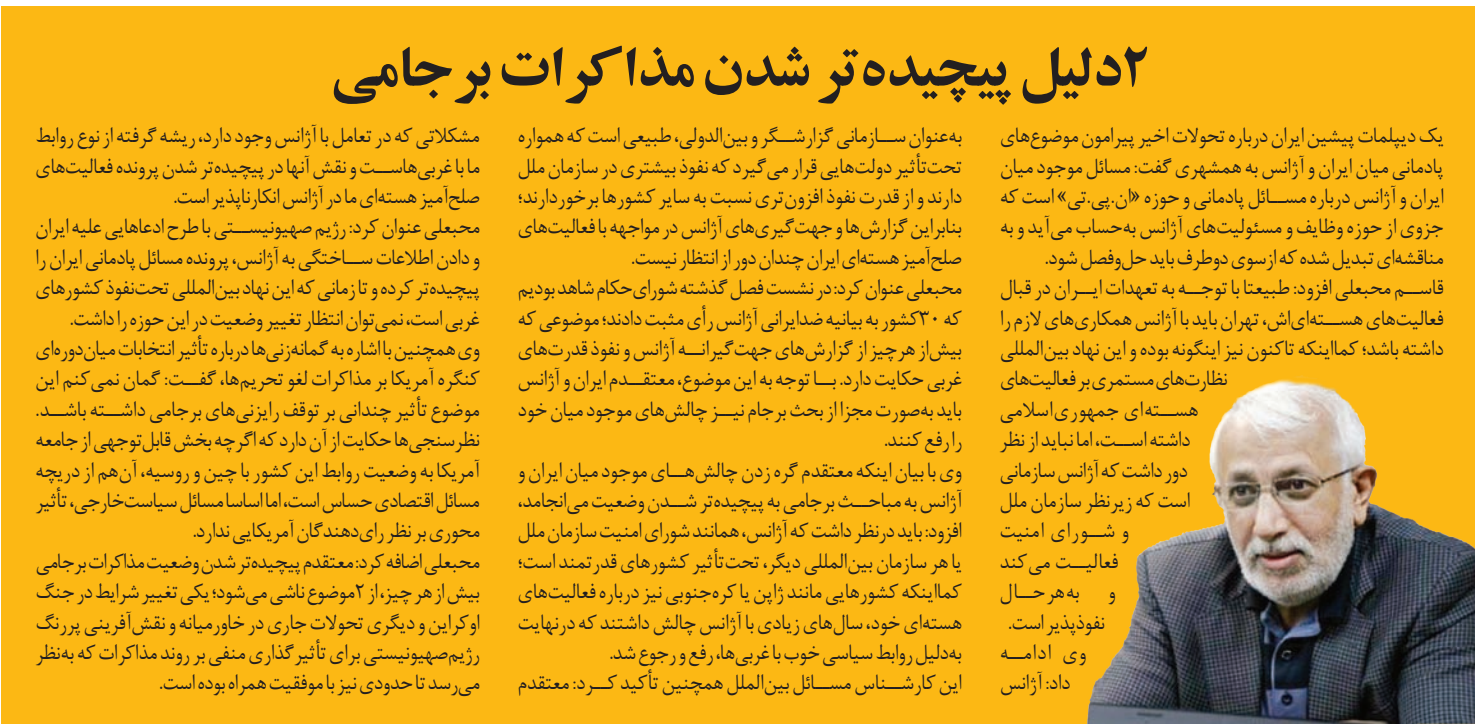 ۲دلیل پیچیده‌تر شدن مذاکرات برجامی
یک دیپلمات پیشین ایران درباره تحولات اخیر پیرامون موضوع‌های
پادمانی میان ایران و آژانس به همشهری گفت: مسائل موجود میان
ایران و آژانس درباره مسائل پادمانی و حوزه «ان.پی.تی» است که
جزوی از حوزه وظایف و مسئولیت‌های آژانس به‌حساب می‌آید و به
مناقشه‌ای تبدیل شده که ازسوی دوطرف باید حل‌وفصل شود.
قاسم محبعلی افزود: طبیعتا با توجه به تعهدات ایران در قبال
فعالیت‌های هسته‌ای‌اش، تهران باید با آژانس همکاری‌های لازم را
داشته باشد؛ کمااینکه تاکنون نیز اینگونه بوده و این نهاد بین‌المللی
نظارت‌های مستمری بر فعالیت‌های
هسته‌ای جمهوری‌اسلامی
داشته است، اما نباید از نظر
دور داشت که آژانس سازمانی
است که زیرنظر سازمان ملل
و شورای امنیت
فعالیت می‌کند
و به‌هرحال
نفوذپذیر است.
وی ادامه
داد: آژانس
به‌عنوان سازمانی گزارشگر و بین‌الدولی، طبیعی است که همواره
تحت‌تأثیر دولت‌هایی قرار می‌گیرد که نفوذ بیشتری در سازمان ملل
دارند و از قدرت نفوذ افزون‌تری نسبت به سایر کشورها برخوردارند؛
بنابراین گزارش‌ها و جهت‌گیری‌های آژانس در مواجهه با فعالیت‌های
صلح‌آمیز هسته‌ای ایران چندان دور از انتظار نیست.
محبعلی عنوان کرد: در نشست فصل گذشته شورای‌حکام شاهد بودیم
که ۳۰کشور به بیانیه ضدایرانی آژانس رأی مثبت دادند؛ موضوعی که
بیش‌از هرچیز از گزارش‌های جهت‌گیرانه آژانس و نفوذ قدرت‌های
غربی حکایت دارد. با توجه به این موضوع، معتقدم ایران و آژانس
باید به‌صورت مجزا از بحث برجام نیز چالش‌های موجود میان خود
را رفع کنند.
وی با بیان اینکه معتقدم گره زدن چالش‌های موجود میان ایران و
آژانس به مباحث برجامی به پیچیده‌تر شدن وضعیت می‌انجامد،
افزود: باید درنظر داشت که آژانس، همانند شورای امنیت سازمان ملل
یا هر سازمان بین‌المللی دیگر، تحت‌تأثیر کشورهای قدرتمند است؛
کمااینکه کشورهایی مانند ژاپن یا کره‌جنوبی نیز درباره فعالیت‌های
هسته‌ای خود، سال‌های زیادی با آژانس چالش داشتند که درنهایت
به‌دلیل روابط سیاسی خوب با غربی‌ها، رفع و رجوع شد.
این کارشناس مسائل بین‌الملل همچنین تأکید کرد: معتقدم
مشکلاتی که در تعامل با آژانس وجود دارد، ریشه گرفته از نوع روابط
ما با غربی‌هاست و نقش آنها در پیچیده‌تر شدن پرونده فعالیت‌های
صلح‌آمیز هسته‌ای ما در آژانس انکارناپذیر است.
محبعلی عنوان کرد: رژیم صهیونیستی با طرح ادعاهایی علیه ایران
و دادن اطلاعات ساختگی به آژانس، پرونده مسائل پادمانی ایران را
پیچیده‌تر کرده و تا زمانی که این نهاد بین‌المللی تحت‌نفوذ کشورهای
غربی است، نمی‌توان انتظار تغییر وضعیت در این حوزه را داشت.
وی همچنین با اشاره به گمانه‌زنی‌ها درباره تأثیر انتخابات میان‌دوره‌ای
کنگره آمریکا بر مذاکرات لغو تحریم‌ها، گفت: گمان نمی‌کنم این
موضوع تأثیر چندانی بر توقف رایزنی‌های برجامی داشته باشد.
نظرسنجی‌ها حکایت از آن دارد که اگرچه بخش قابل‌توجهی از جامعه
آمریکا به وضعیت روابط این کشور با چین و روسیه، آن‌هم از دریچه
مسائل اقتصادی حساس است، اما اساسا مسائل سیاست‌خارجی، تأثیر
محوری بر نظر رای‌دهندگان آمریکایی ندارد.
محبعلی اضافه کرد: معتقدم پیچیده‌تر شدن وضعیت مذاکرات برجامی
بیش از هر چیز، از ۲موضوع ناشی می‌شود؛ یکی تغییر شرایط در جنگ
اوکراین و دیگری تحولات جاری در خاورمیانه و نقش‌آفرینی پررنگ
رژیم‌صهیونیستی برای تأثیرگذاری منفی بر روند مذاکرات که به‌نظر
می‌رسد تا حدودی نیز با موفقیت همراه بوده است.